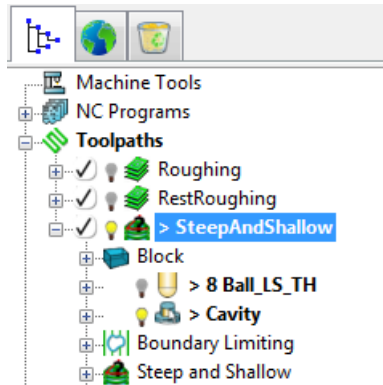 Machine Tools
NC Programs
Toolpaths
Roughing
RestRoughing
> SteepAndShallow
Block
> 8 Ball_LS_TH
> Cavity
Boundary Limiting
Steep and Shallow